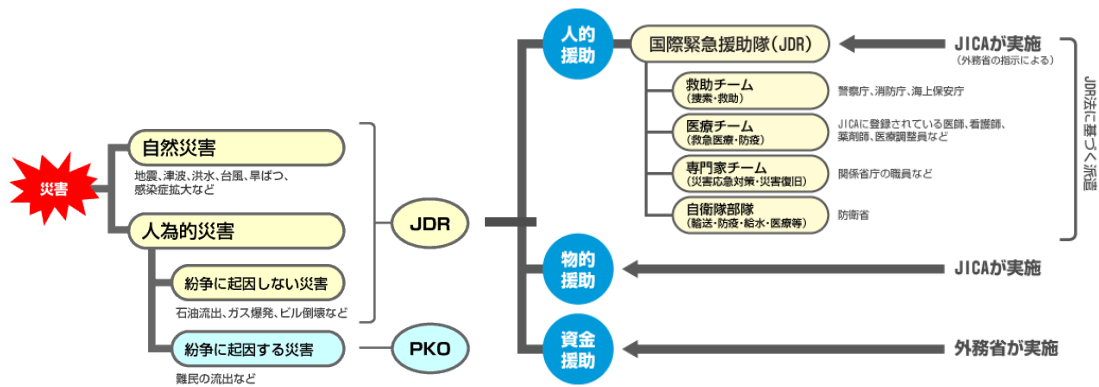 災害
自然災害
地震、津波、洪水、台風、旱ばつ、
感染症拡大など
人為的災害
紛争に起因しない災害
石油流出、ガス爆発、ビル倒壊など
紛争に起因する災害
難民の流出など
JDR
PKO
人的
援助
国際緊急援助隊(JDR)
JICAが実施
(外務省の指示による)
救助チーム
(捜索・救助)
警察庁、消防庁、海上保安庁
医療チーム
(救急医療・防疫)
JICAに登録されている医師、看護師、
薬剤師、医療調整員など
専門家チーム
(災害応急対策・災害復旧)
関係省庁の職員など
自衛隊部隊
(輸送・防疫・給水・医療等)
防衛省
JDR法に基づく派遣
物的
援助
JICAが実施
資金
援助
外務省が実施